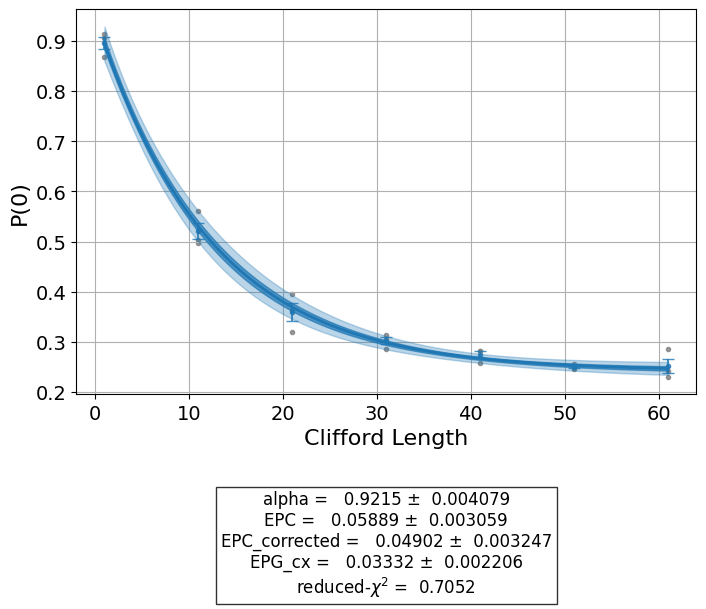 0.9
0.8
0.7
0.6
0.5
0.4
0.3
0.2
P(0)
0 10 20 30 40 50 60
Clifford Length
alpha = 0.9215 ± 0.004079
EPC = 0.05889 ± 0.003059
EPC_corrected = 0.04902 ± 0.003247
EPG_cx = 0.03332 ± 0.002206
reduced-χ² = 0.7052